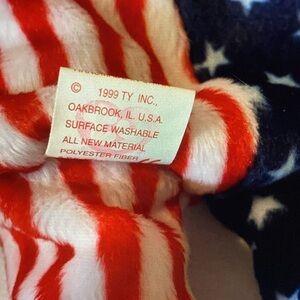 © 1999 TY INC.,
OAKBROOK, IL. U.S.A.
SURFACE WASHABLE
ALL NEW MATERIAL
POLYESTER FIBER